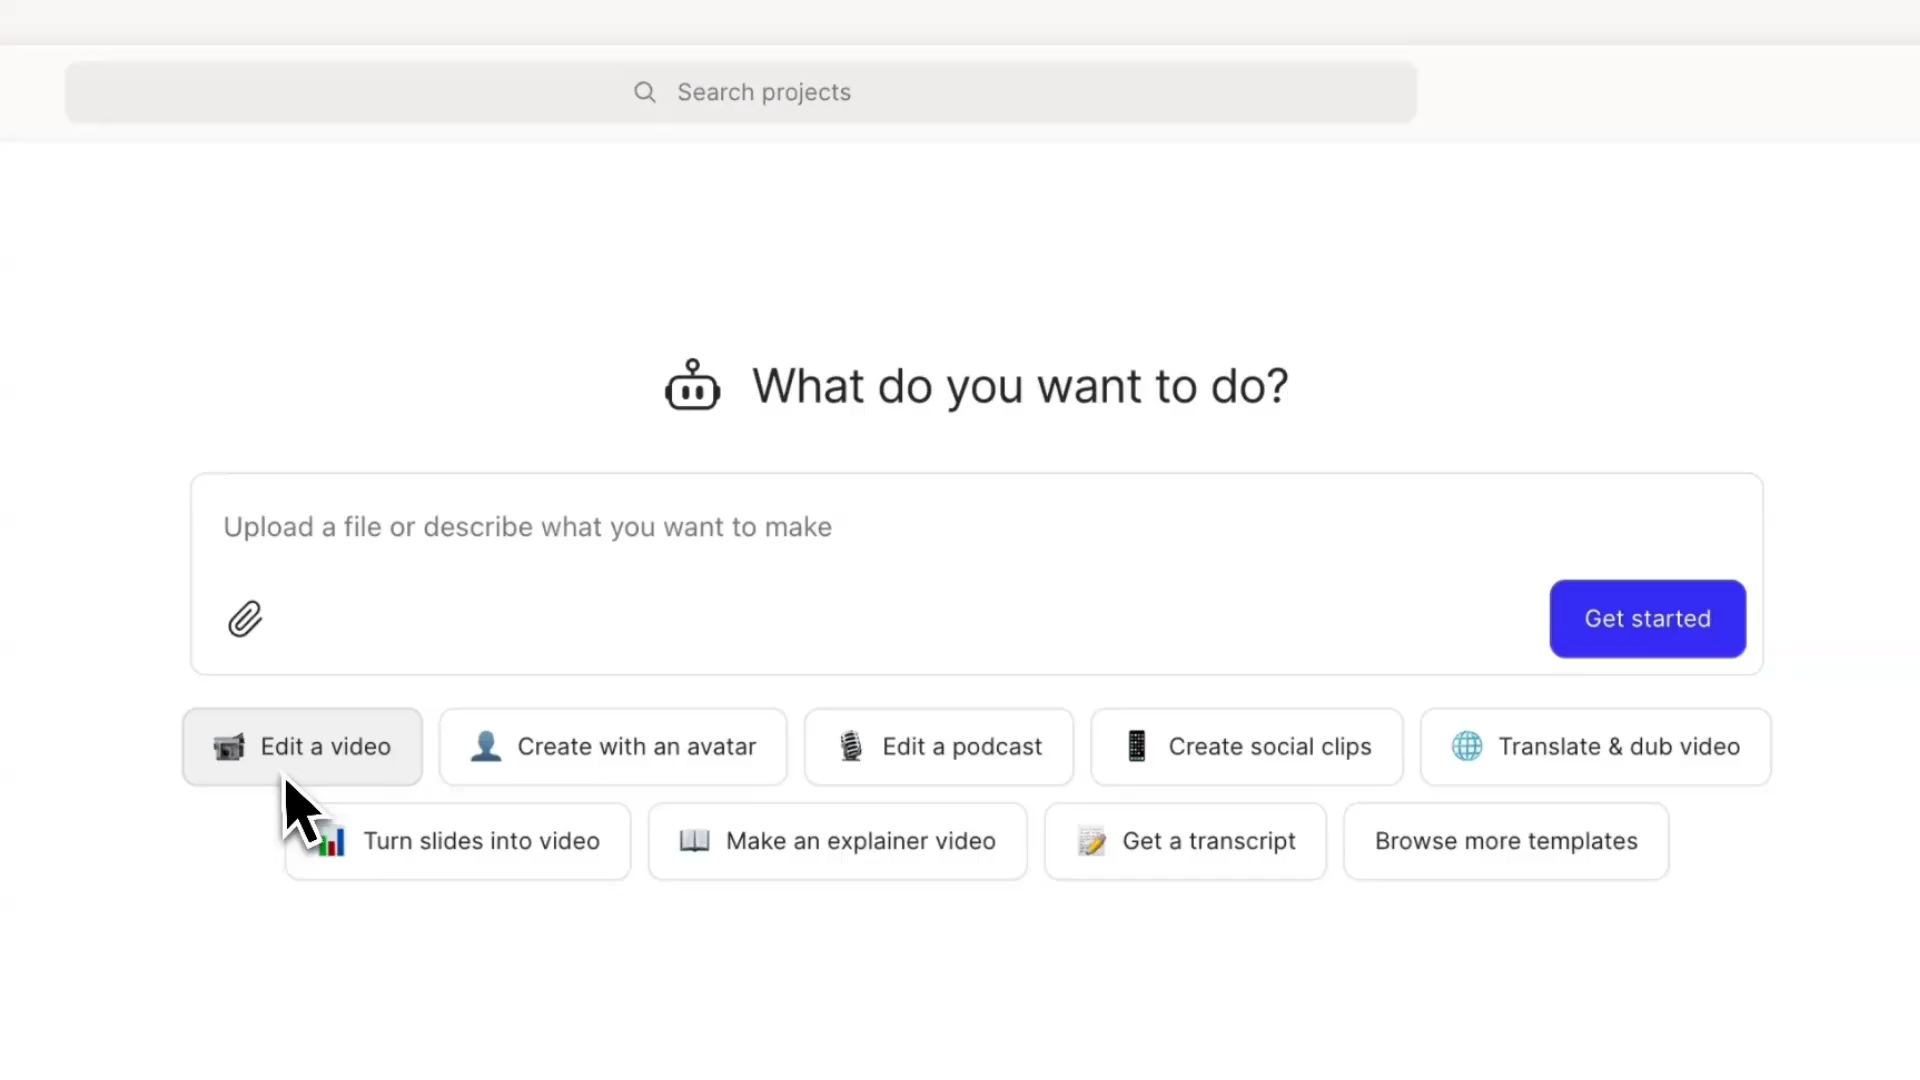 Search projects
What do you want to do?
Upload a file or describe what you want to make
Get started
Edit a video
Create with an avatar
Edit a podcast
Create social clips
Translate & dub video
Turn slides into video
Make an explainer video
Get a transcript
Browse more templates